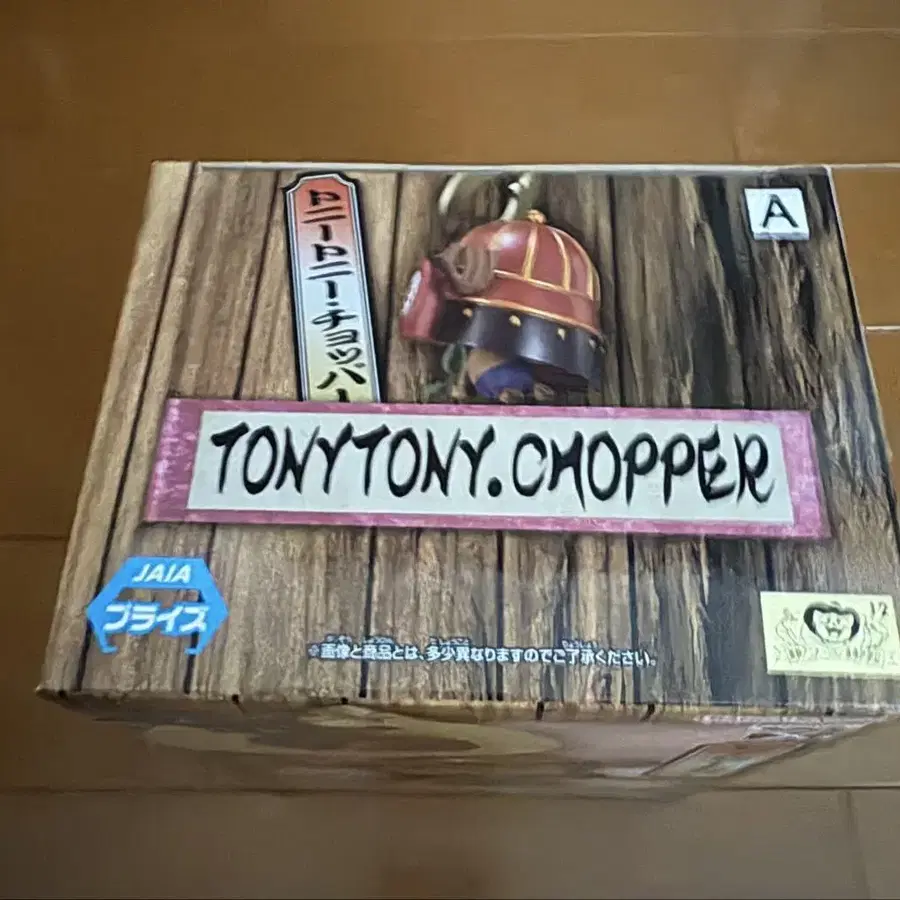 トニートニー・チョッパー
A
TONYTONY.CHOPPER
JAIA
プライズ
※画像と商品とは、多少異なりますのでご了承ください。
1/2